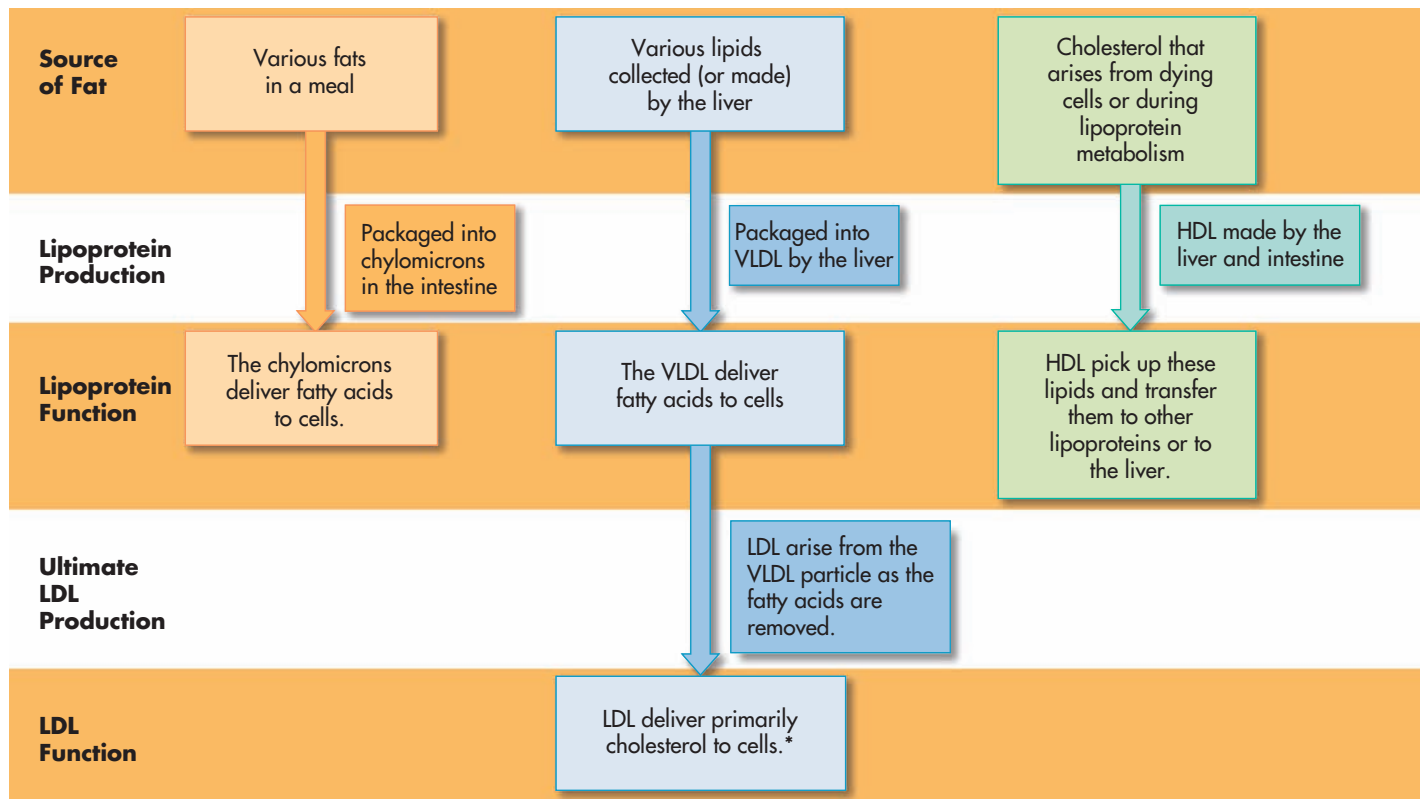 Source
of Fat
Various fats
in a meal
Various lipids
collected (or made)
by the liver
Cholesterol that
arises from dying
cells or during
lipoprotein
metabolism
Lipoprotein
Production
Packaged into
chylomicrons
in the intestine
Packaged into
VLDL by the liver
HDL made by the
liver and intestine
Lipoprotein
Function
The chylomicrons
deliver fatty acids
to cells.
The VLDL deliver
fatty acids to cells
HDL pick up these
lipids and transfer
them to other
lipoproteins or to
the liver.
Ultimate
LDL
Production
LDL arise from the
VLDL particle as the
fatty acids are
removed.
LDL
Function
LDL deliver primarily
cholesterol to cells.*